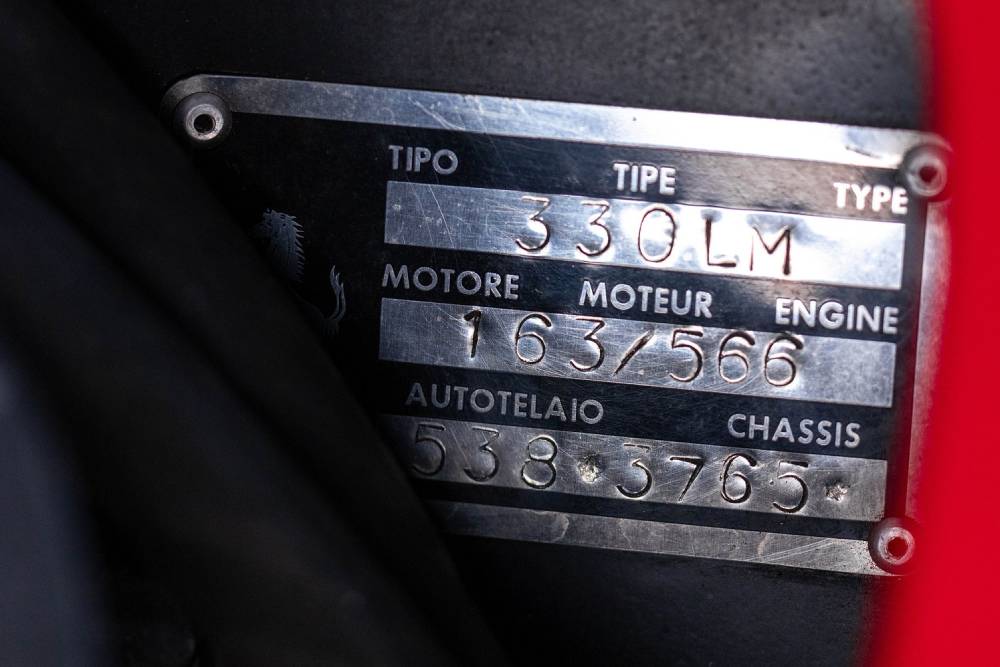 TIPO TIPE TYPE
330LM
MOTORE MOTEUR ENGINE
163/566
AUTOTELAIO CHASSIS
538*3765*